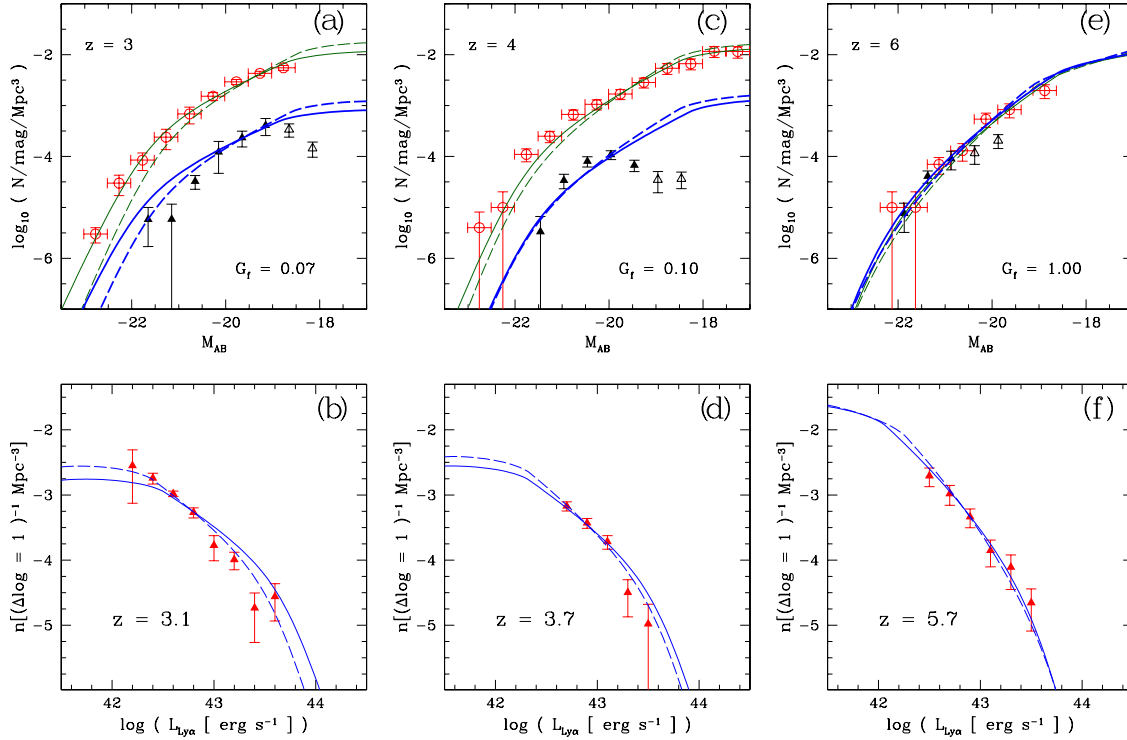 (a)
z = 3
G_f = 0.07
-2
-4
-6
log₁₀ ( N/mag/Mpc³ )
-22
-20
-18
M_AB
(c)
z = 4
G_f = 0.10
-2
-4
-6
log₁₀ ( N/mag/Mpc³ )
-22
-20
-18
M_AB
(e)
z = 6
G_f = 1.00
-2
-4
-6
log₁₀ ( N/mag/Mpc³ )
-22
-20
-18
M_AB
(b)
z = 3.1
-2
-3
-4
-5
n[(Δlog = 1 )⁻¹ Mpc⁻³]
42
43
44
log ( L_Lyα [ erg s⁻¹ ] )
(d)
z = 3.7
-2
-3
-4
-5
n[(Δlog = 1 )⁻¹ Mpc⁻³]
42
43
44
log ( L_Lyα [ erg s⁻¹ ] )
(f)
z = 5.7
-2
-3
-4
-5
n[(Δlog = 1 )⁻¹ Mpc⁻³]
42
43
44
log ( L_Lyα [ erg s⁻¹ ] )